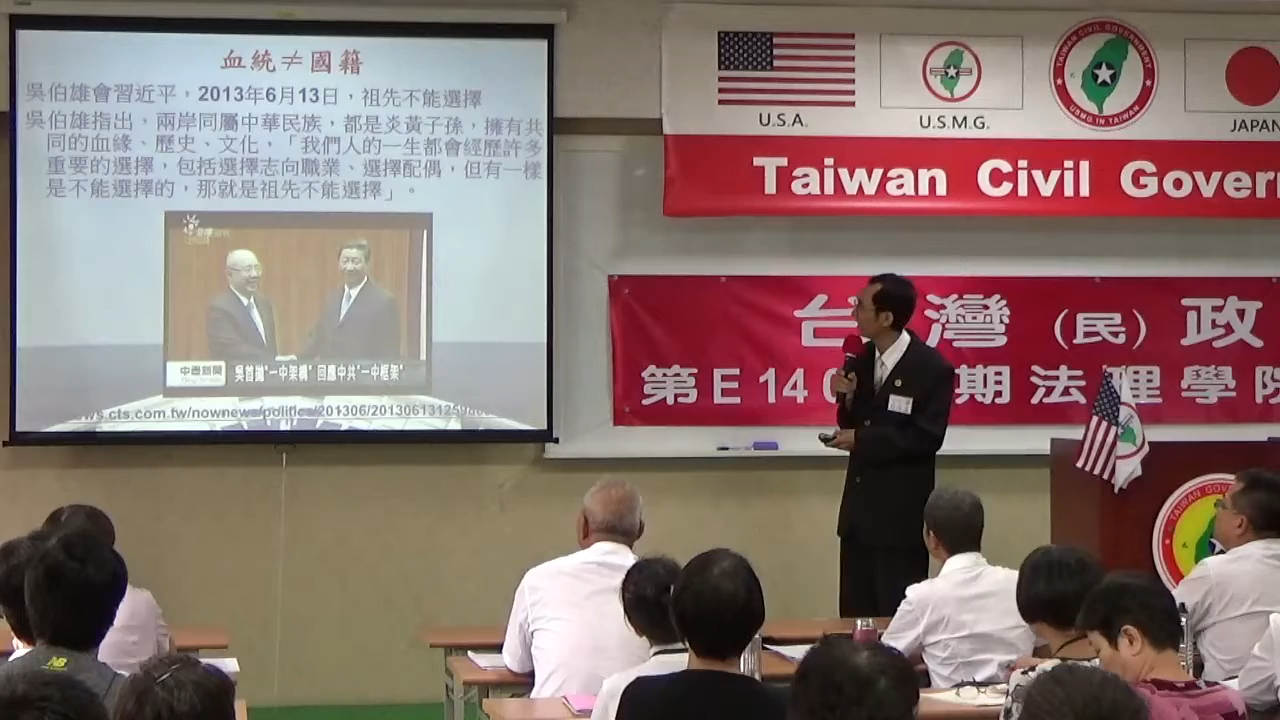 血統≠國籍
吳伯雄會習近平，2013年6月13日，祖先不能選擇
吳伯雄指出、兩岸同屬中華民族，都是炎黃子孫，擁有共
同的血緣、歷史、文化，「我們人的一生都會經歷許多
重要的選擇，包括選擇志向職業、選擇配偶，但有一樣
是不能選擇的，那就是祖先不能選擇」。
吳首拋"一中架構" 回應中共"一中框架"
U.S.A.
U.S.M.G.
TAIWAN CIVIL GOVERNMENT
USMG IN TAIWAN
JAPAN
Taiwan Civil Govern
台灣（民）政
第E14 期法理學院